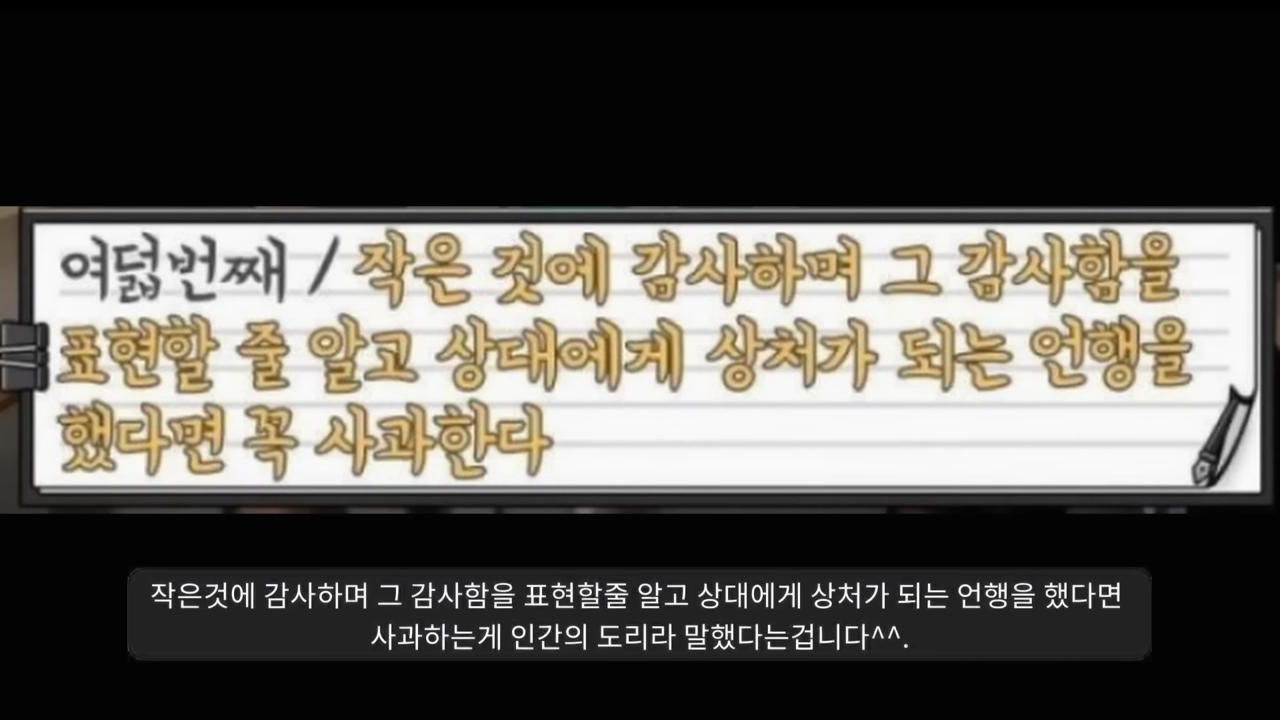 여덟번째 / 작은 것에 감사하며 그 감사함을
표현할 줄 알고 상대에게 상처가 되는 언행을
했다면 꼭 사과한다
작은것에 감사하며 그 감사함을 표현할줄 알고 상대에게 상처가 되는 언행을 했다면
사과하는게 인간의 도리라 말했다는겁니다^^.